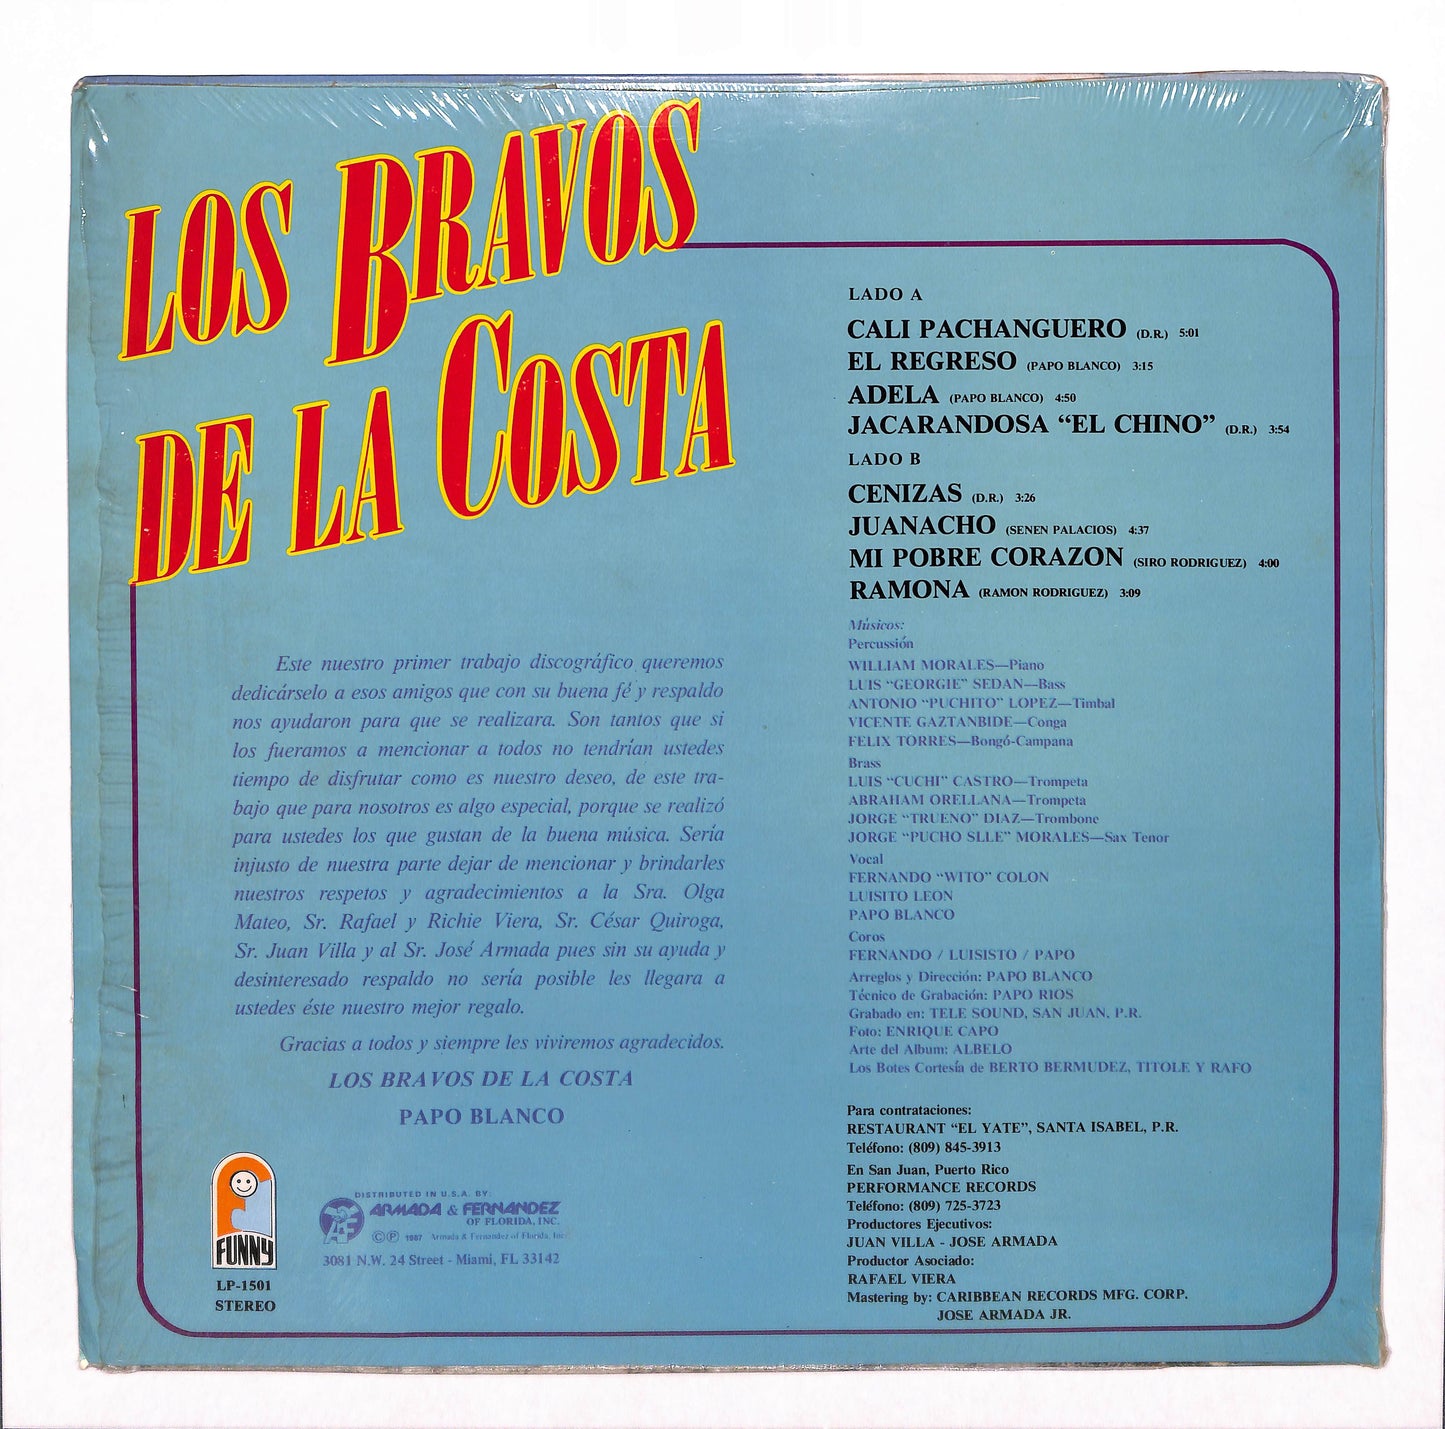 LOS BRAVOS
DE LA COSTA
LADO A
CALI PACHANGUERO (D.R.) 5:01
EL REGRESO (PAPO BLANCO) 3:15
ADELA (PAPO BLANCO) 4:50
JACARANDOSA “EL CHINO” (D.R.) 3:54
LADO B
CENIZAS (D.R.) 3:26
JUANACHO (SENEN PALACIOS) 4:37
MI POBRE CORAZON (SIRO RODRIGUEZ) 4:00
RAMONA (RAMON RODRIGUEZ) 3:09
Músicos:
Percussión
WILLIAM MORALES—Piano
LUIS “GEORGIE” SEDAN—Bass
ANTONIO “PUCHITO” LOPEZ—Timbal
VICENTE GAZTANBIDE—Conga
FELIX TORRES—Bongó-Campana
Brass
LUIS “CUCHI” CASTRO—Trompeta
ABRAHAM ORELLANA—Trompeta
JORGE “TRUENO” DIAZ—Trombone
JORGE “PUCHO SLLE” MORALES—Sax Tenor
Vocal
FERNANDO “WITO” COLON
LUISITO LEON
PAPO BLANCO
Coros
FERNANDO / LUISISTO / PAPO
Arreglos y Dirección: PAPO BLANCO
Técnico de Grabación: PAPO RIOS
Grabado en: TELE SOUND, SAN JUAN, P.R.
Foto: ENRIQUE CAPO
Arte del Album: ALBELO
Los Botes Cortesía de BERTO BERMUDEZ, TITOLE Y RAFO
Para contrataciones:
RESTAURANT “EL YATE”, SANTA ISABEL, P.R.
Teléfono: (809) 845-3913
En San Juan, Puerto Rico
PERFORMANCE RECORDS
Teléfono: (809) 725-3723
Productores Ejecutivos:
JUAN VILLA - JOSE ARMADA
Productor Asociado:
RAFAEL VIERA
Mastering by: CARIBBEAN RECORDS MFG. CORP.
JOSE ARMADA JR.
Este nuestro primer trabajo discográfico queremos
dedicárselo a esos amigos que con su buena fé y respaldo
nos ayudaron para que se realizara. Son tantos que si
los fueramos a mencionar a todos no tendrían ustedes
tiempo de disfrutar como es nuestro deseo, de este tra-
bajo que para nosotros es algo especial, porque se realizó
para ustedes los que gustan de la buena música. Sería
injusto de nuestra parte dejar de mencionar y brindarles
nuestros respetos y agradecimientos a la Sra. Olga
Mateo, Sr. Rafael y Richie Viera, Sr. César Quiroga,
Sr. Juan Villa y al Sr. José Armada pues sin su ayuda y
desinteresado respaldo no sería posible les llegara a
ustedes éste nuestro mejor regalo.
Gracias a todos y siempre les viviremos agradecidos.
LOS BRAVOS DE LA COSTA
PAPO BLANCO
FUNNY
LP-1501
STEREO
DISTRIBUTED IN U.S.A. BY
ARMADA & FERNANDEZ
OF FLORIDA, INC.
©Ⓟ 1987 Armada & Fernandez of Florida, Inc.
3081 N.W. 24 Street - Miami, FL 33142